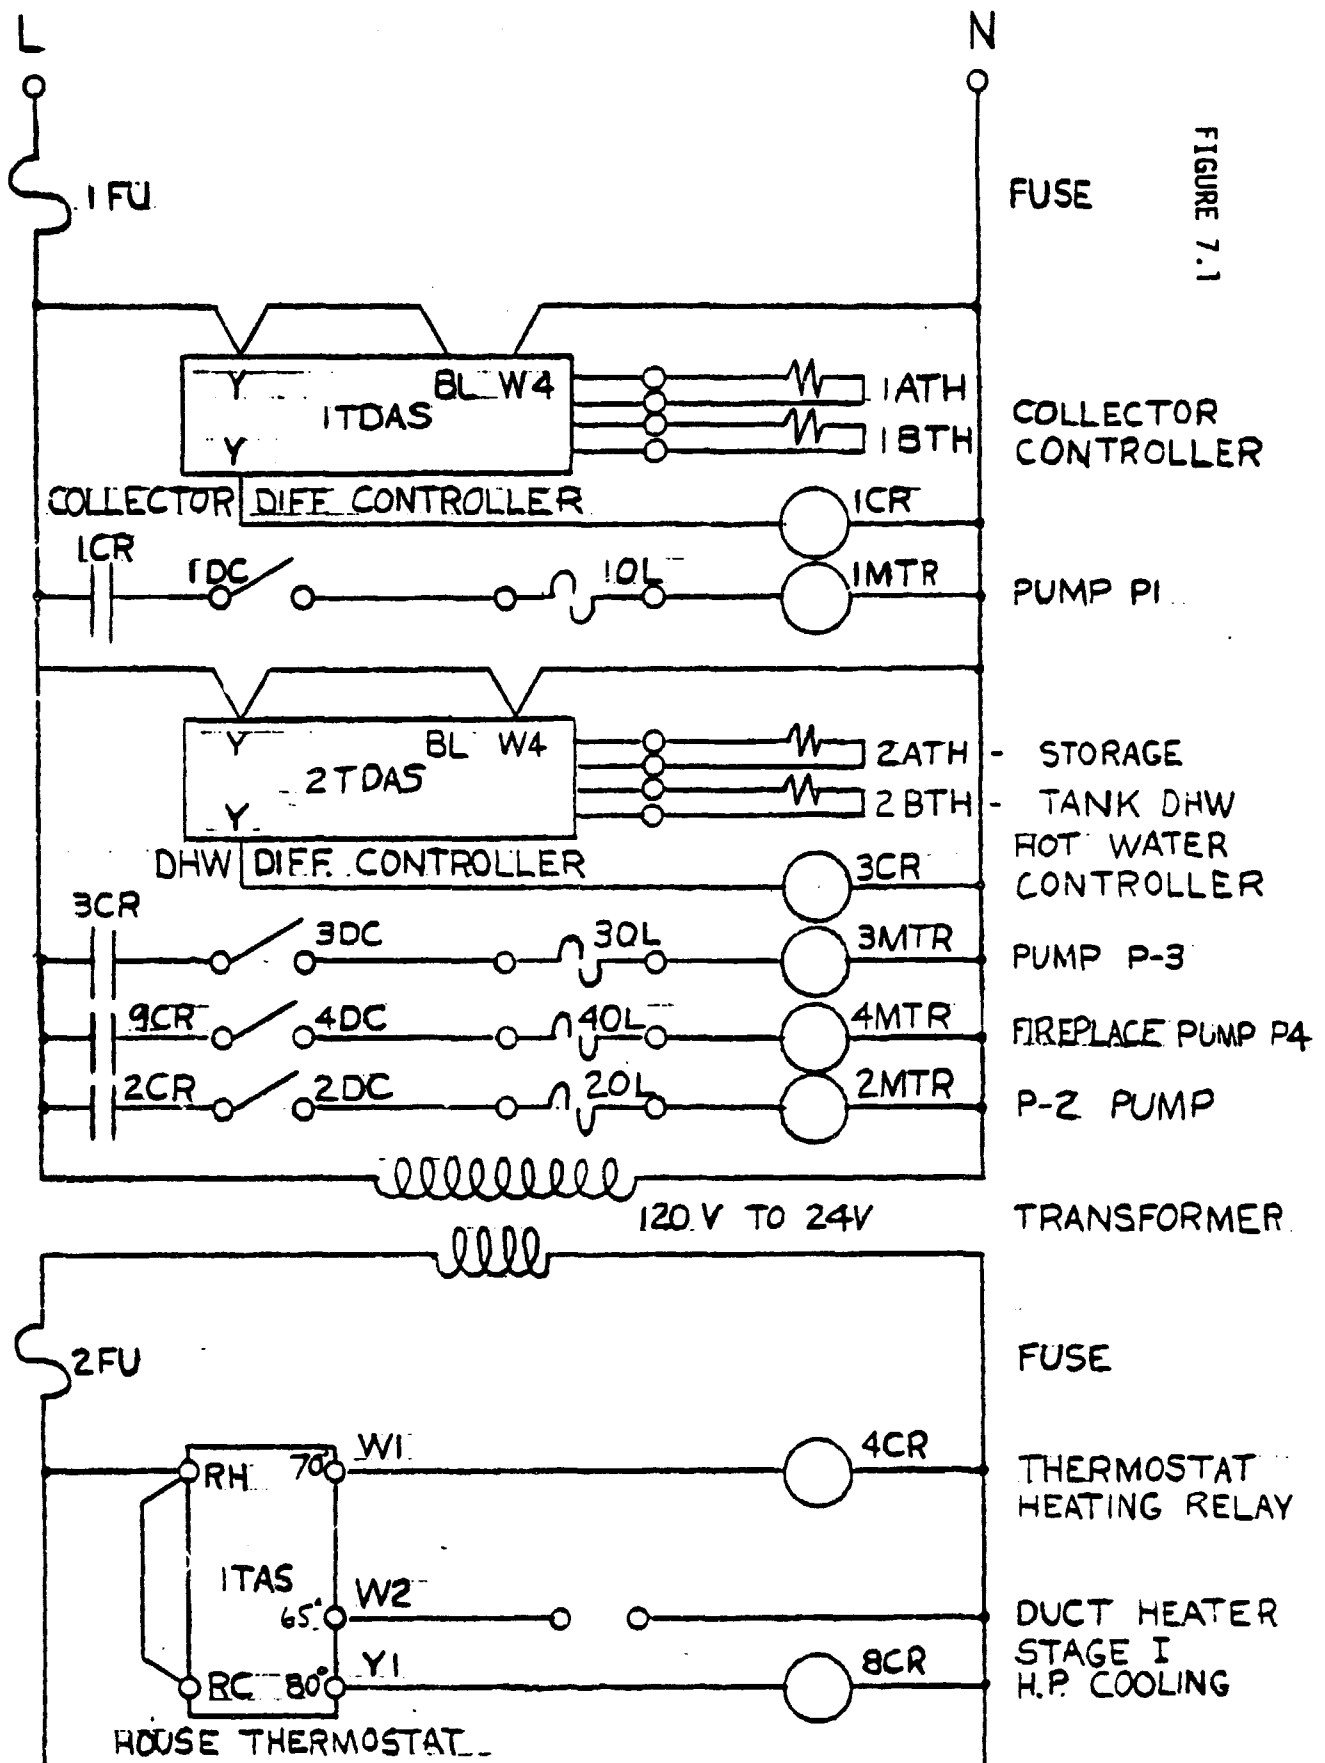 L
N
FIGURE 7.1
1FU
FUSE
Y BL W4
1TDAS
Y
1ATH
1BTH
COLLECTOR
CONTROLLER
COLLECTOR DIFF CONTROLLER
1CR
1CR
1DC
1OL
1MTR
PUMP P1
Y BL W4
2TDAS
Y
2ATH - STORAGE
2BTH - TANK DHW
HOT WATER
CONTROLLER
DHW DIFF. CONTROLLER
3CR
3CR
3DC
3OL
3MTR
PUMP P-3
9CR
4DC
4OL
4MTR
FIREPLACE PUMP P4
2CR
2DC
2OL
2MTR
P-2 PUMP
120 V TO 24V
TRANSFORMER
2FU
FUSE
RH 70°
W1
4CR
THERMOSTAT
HEATING RELAY
1TAS
65°
W2
DUCT HEATER
STAGE I
RC 80°
Y1
8CR
H.P. COOLING
HOUSE THERMOSTAT